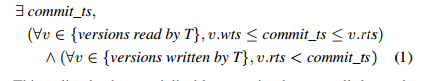 ∃ commit_ts,
(∀v ∈ {versions read by T}, v.wts ≤ commit_ts ≤ v.rts)
∧ (∀v ∈ {versions written by T}, v.rts < commit_ts) (1)